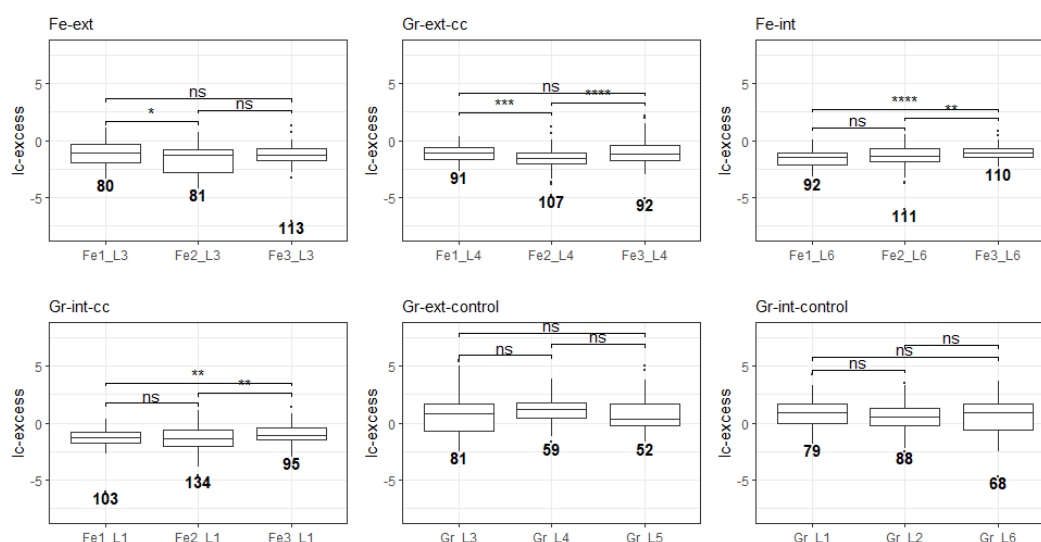 Fe-ext
Gr-ext-cc
Fe-int
lc-excess
5
0
-5
ns
*
ns
80
81
113
Fe1_L3
Fe2_L3
Fe3_L3
lc-excess
5
0
-5
ns
***
****
91
107
92
Fe1_L4
Fe2_L4
Fe3_L4
lc-excess
5
0
-5
****
ns
**
92
111
110
Fe1_L6
Fe2_L6
Fe3_L6
Gr-int-cc
Gr-ext-control
Gr-int-control
lc-excess
5
0
-5
**
ns
**
103
134
95
Fe1_L1
Fe2_L1
Fe3_L1
lc-excess
5
0
-5
ns
ns
ns
81
59
52
Gr_L3
Gr_L4
Gr_L5
lc-excess
5
0
-5
ns
ns
ns
79
88
68
Gr_L1
Gr_L2
Gr_L6